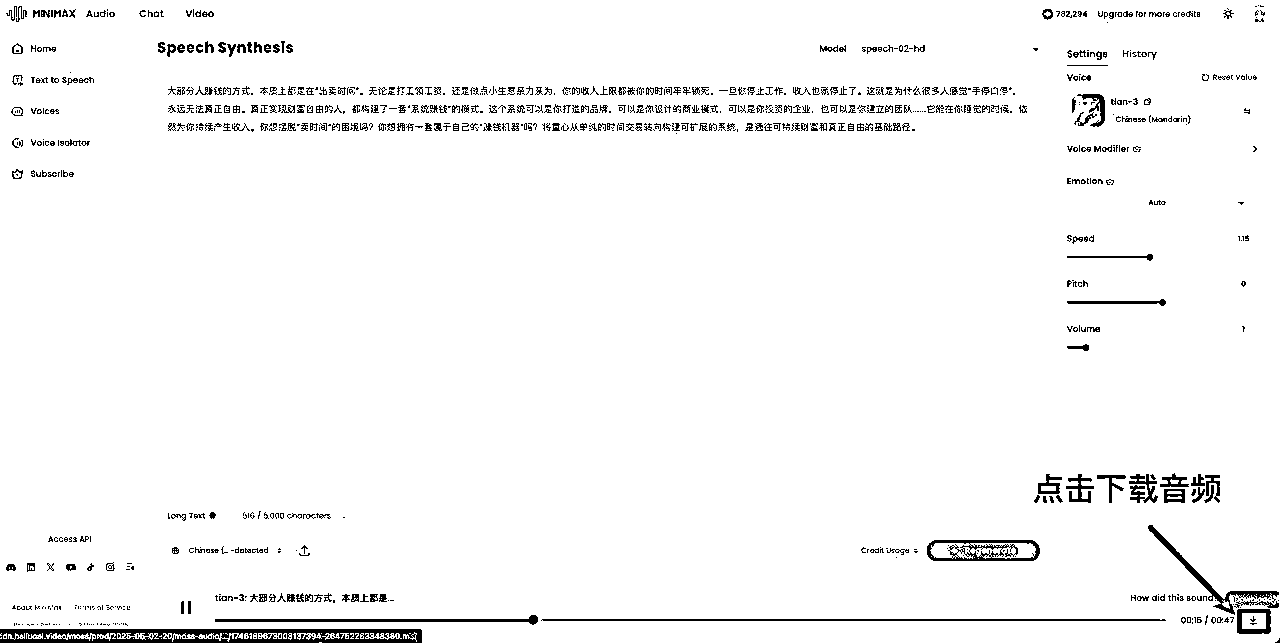 MINIMAX Audio Chat Video
782,294 Upgrade for more credits
Home
Text to Speech
Voices
Voice Isolator
Subscribe
Speech Synthesis
Model speech-02-hd
大部分人赚钱的方式，本质上都是在"出卖时间"。无论是打工领工资，还是做点小生意亲力亲为，你的收入上限都被你的时间牢牢锁死。一旦你停止工作，收入也就停止了。这就是为什么很多人感觉"手停口停"，
永远无法真正自由。真正实现财富自由的人，都构建了一套"系统赚钱"的模式。这个系统可以是你打造的品牌，可以是你设计的商业模式，可以是你投资的企业，也可以是你建立的团队......它能在你睡觉的时候，依
然为你持续产生收入。你想摆脱"卖时间"的困境吗？你想拥有一套属于自己的"赚钱机器"吗？将重心从单纯的时间交易转向构建可扩展的系统，是通往可持续财富和真正自由的基础路径。
Settings History
Voice Reset Value
tian-3
Chinese (Mandarin)
Voice Modifier
Emotion
Auto
Speed 1.15
Pitch 0
Volume
点击下载音频
Long Text 516 / 5,000 characters
Chinese (... -detected
Credit Usage
Access API
About MiniMax Terms of Service
tian-3: 大部分人赚钱的方式，本质上都是...
How did this sound
00:15 / 00:47